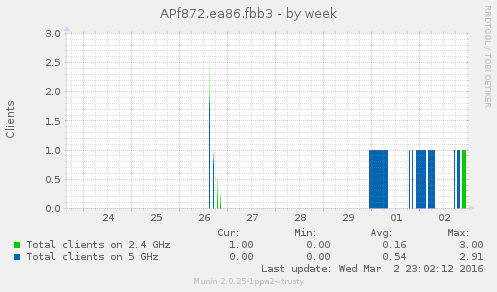 APf872.ea86.fbb3 - by week
RRDTOOL / TOBI OETIKER
Clients
3.0
2.5
2.0
1.5
1.0
0.5
0.0
24 25 26 27 28 29 01 02
Cur: Min: Avg: Max:
Total clients on 2.4 GHz 1.00 0.00 0.16 3.00
Total clients on 5 GHz 0.00 0.00 0.54 2.91
Last update: Wed Mar 2 23:02:12 2016
Munin 2.0.25-1ppa2~trusty